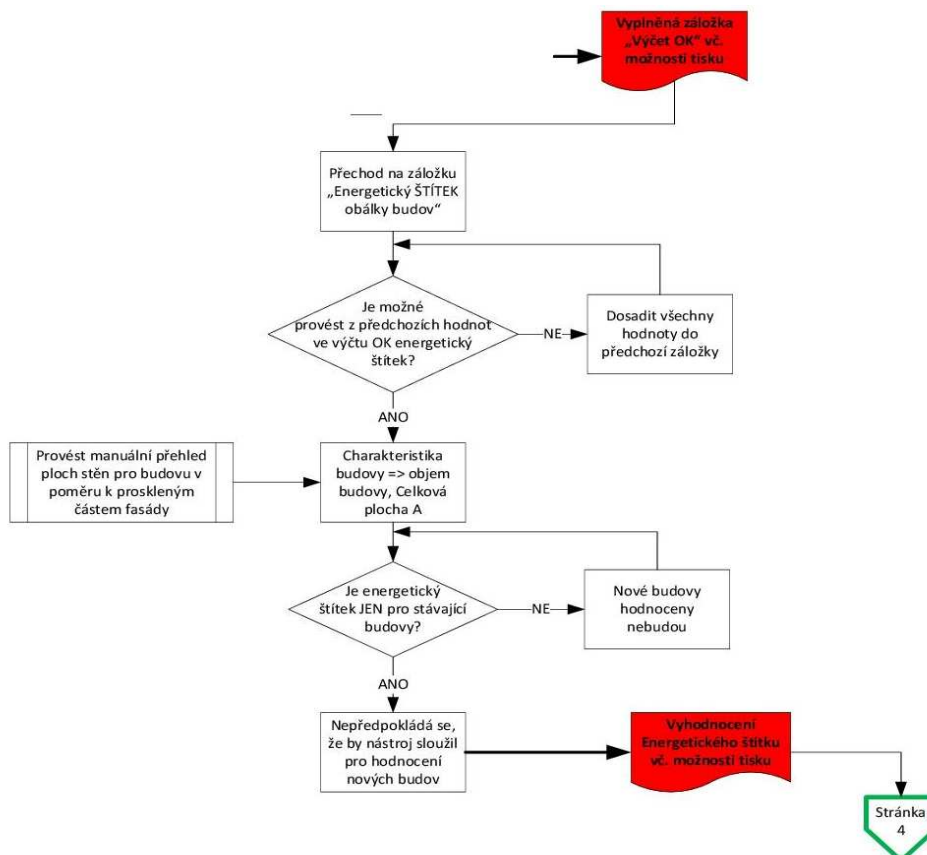 Vyplněná záložka
„Výčet OK“ vč.
možnosti tisku
Přechod na záložku
„Energetický ŠTÍTEK
obálky budov“
Je možné
provést z předchozích hodnot
ve výčtu OK energetický
štítek?
NE
Dosadit všechny
hodnoty do
předchozí záložky
ANO
Provést manuální přehled
ploch stěn pro budovu v
poměru k proskleným
částem fasády
Charakteristika
budovy => objem
budovy, Celková
plocha A
Je energetický
štítek JEN pro stávající
budovy?
NE
Nové budovy
hodnoceny
nebudou
ANO
Nepředpokládá se,
že by nástroj sloužil
pro hodnocení
nových budov
Vyhodnocení
Energetického štítku
vč. možnosti tisku
Stránka
4